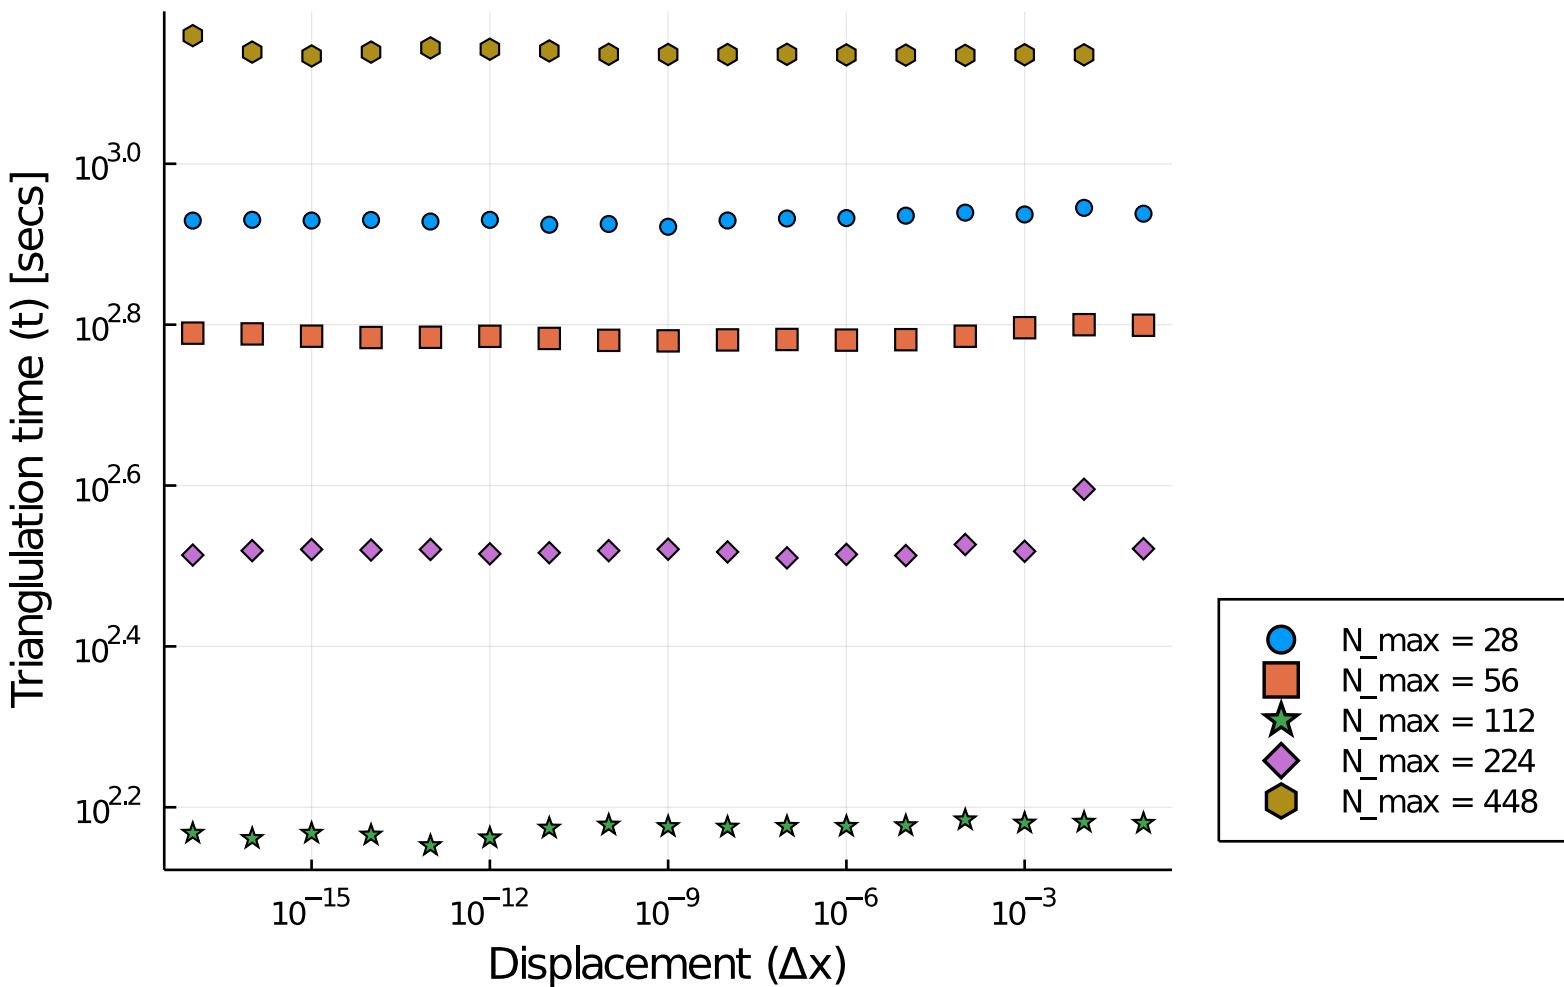 Trianglulation time (t) [secs]
10^3.0
10^2.8
10^2.6
10^2.4
10^2.2
10^−15
10^−12
10^−9
10^−6
10^−3
Displacement (Δx)
N_max = 28
N_max = 56
N_max = 112
N_max = 224
N_max = 448